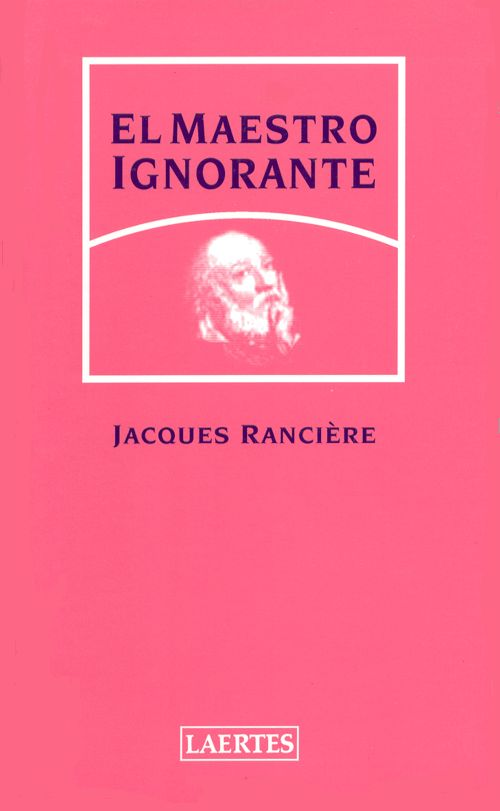 EL MAESTRO
IGNORANTE
JACQUES RANCIÈRE
LAERTES